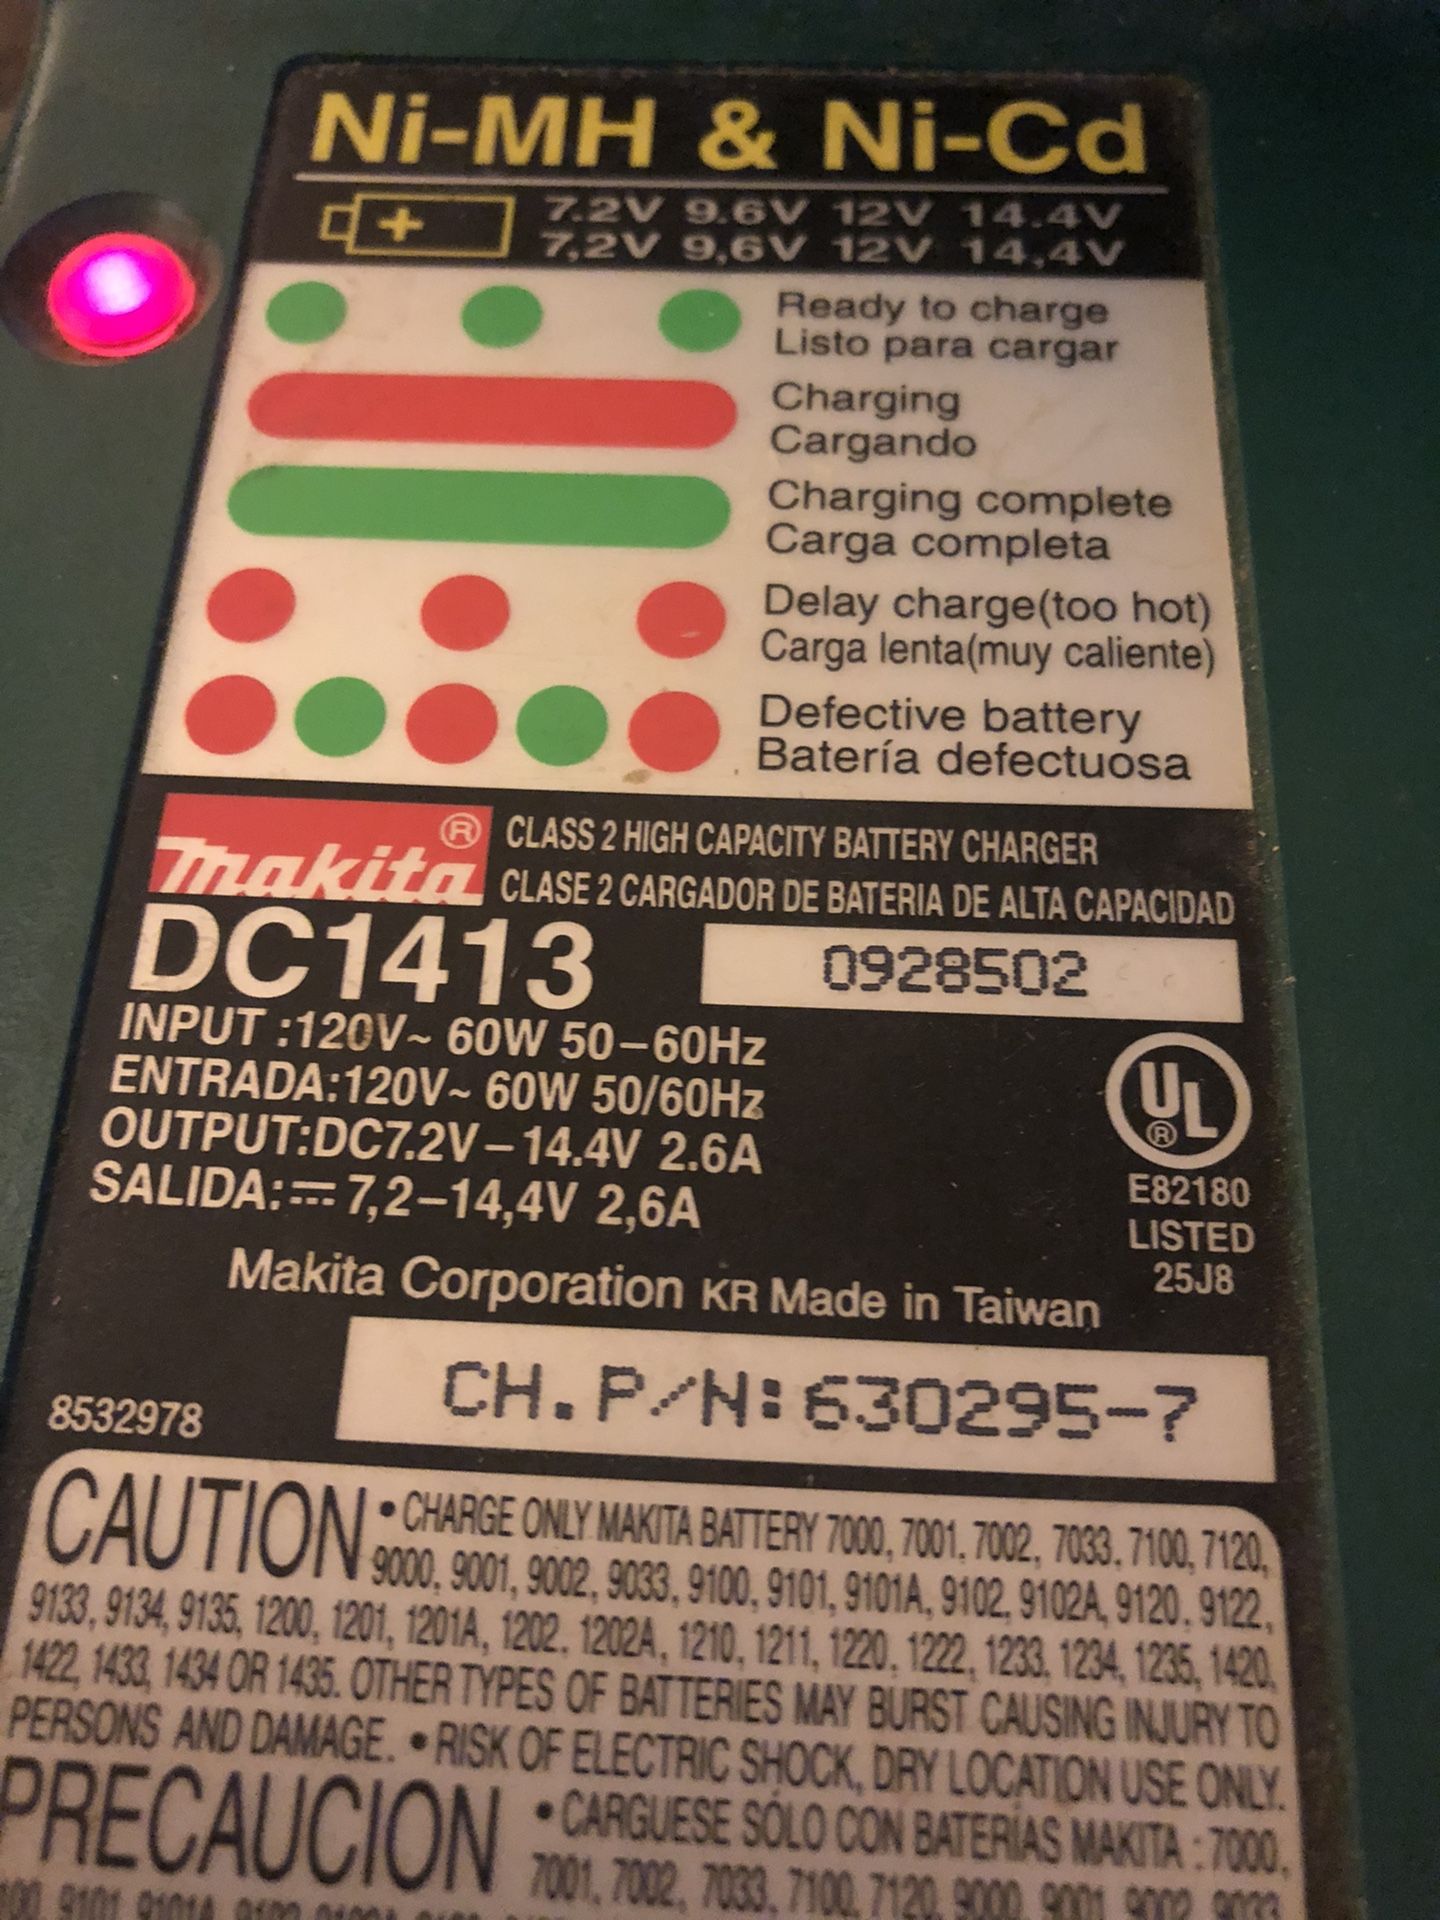 Ni-MH & Ni-Cd
+ 7.2V 9.6V 12V 14.4V
7,2V 9,6V 12V 14,4V
Ready to charge
Listo para cargar
Charging
Cargando
Charging complete
Carga completa
Delay charge(too hot)
Carga lenta(muy caliente)
Defective battery
Batería defectuosa
makita® CLASS 2 HIGH CAPACITY BATTERY CHARGER
CLASE 2 CARGADOR DE BATERIA DE ALTA CAPACIDAD
DC1413 0928502
INPUT :120V~ 60W 50–60Hz
ENTRADA:120V~ 60W 50/60Hz
OUTPUT:DC7.2V–14.4V 2.6A
SALIDA:⎓7,2–14,4V 2,6A
UL®
E82180
LISTED
25J8
Makita Corporation KR Made in Taiwan
8532978 CH.P/N:630295-7
CAUTION •CHARGE ONLY MAKITA BATTERY 7000, 7001, 7002, 7033, 7100, 7120,
9000, 9001, 9002, 9033, 9100, 9101, 9101A, 9102, 9102A, 9120, 9122,
9133, 9134, 9135, 1200, 1201, 1201A, 1202, 1202A, 1210, 1211, 1220, 1222, 1233, 1234, 1235, 1420,
1422, 1433, 1434 OR 1435. OTHER TYPES OF BATTERIES MAY BURST CAUSING INJURY TO
PERSONS AND DAMAGE. •RISK OF ELECTRIC SHOCK, DRY LOCATION USE ONLY.
PRECAUCION •CARGUESE SÓLO CON BATERÍAS MAKITA : 7000,
7001, 7002, 7033, 7100, 7120, 9000, 9001, 9002, 9033